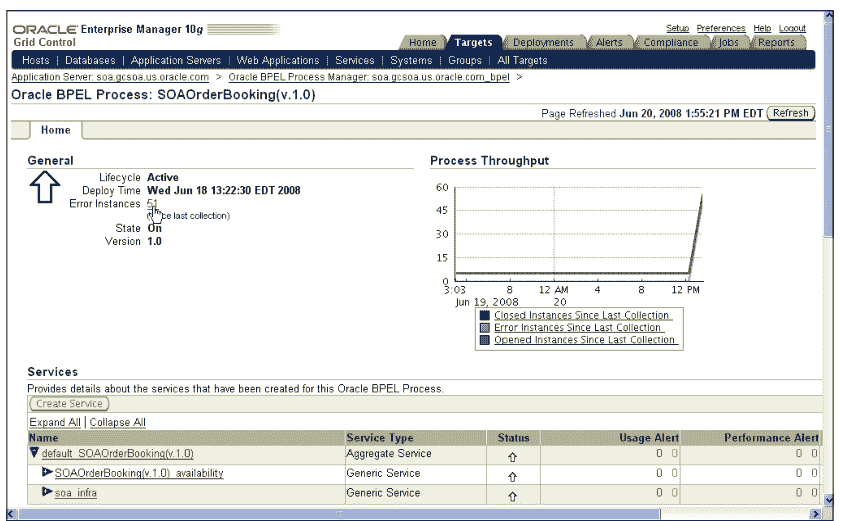 ORACLE Enterprise Manager 10g
Grid Control
Setup Preferences Help Logout
Home Targets Deployments Alerts Compliance Jobs Reports
Hosts | Databases | Application Servers | Web Applications | Services | Systems | Groups | All Targets
Application Server: soa.gcsoa.us.oracle.com > Oracle BPEL Process Manager: soa.gcsoa.us.oracle.com_bpel >
Oracle BPEL Process: SOAOrderBooking(v.1.0)
Page Refreshed Jun 20, 2008 1:55:21 PM EDT Refresh
Home
General
Lifecycle Active
Deploy Time Wed Jun 18 13:22:30 EDT 2008
Error Instances 51
last collection)
State On
Version 1.0
Process Throughput
60
45
30
15
0
3:03 8 12 AM 4 8 12 PM
Jun 19, 2008 20
Closed Instances Since Last Collection
Error Instances Since Last Collection
Opened Instances Since Last Collection
Services
Provides details about the services that have been created for this Oracle BPEL Process.
Create Service
Expand All | Collapse All
Name Service Type Status Usage Alert Performance Alert
default_SOAOrderBooking(v.1.0) Aggregate Service 0 0 0 0
SOAOrderBooking(v.1.0)_availability Generic Service 0 0 0 0
soa_infra Generic Service 0 0 0 0